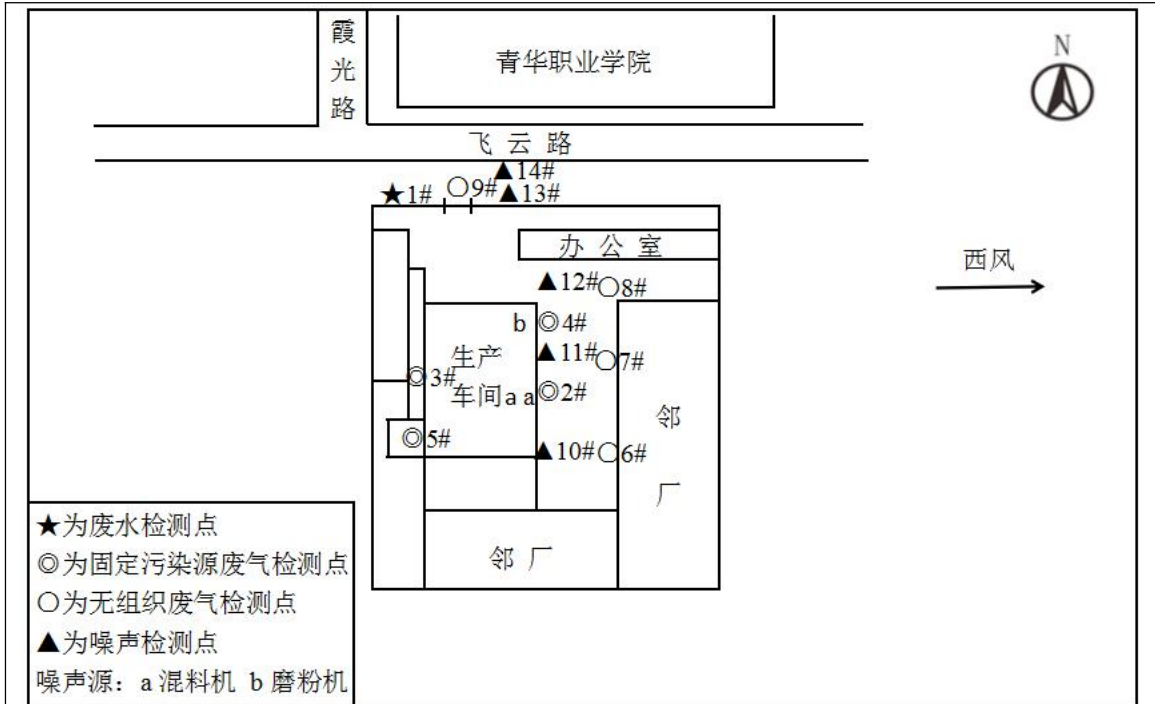 霞光路
青华职业学院
N
飞云路
▲14#
★1#
○9#
▲13#
办公室
西风
▲12#
○8#
b
◎4#
生产
▲11#
○7#
◎3#
车间a a
◎2#
邻厂
◎5#
▲10#
○6#
邻厂
★为废水检测点
◎为固定污染源废气检测点
○为无组织废气检测点
▲为噪声检测点
噪声源：a 混料机 b 磨粉机